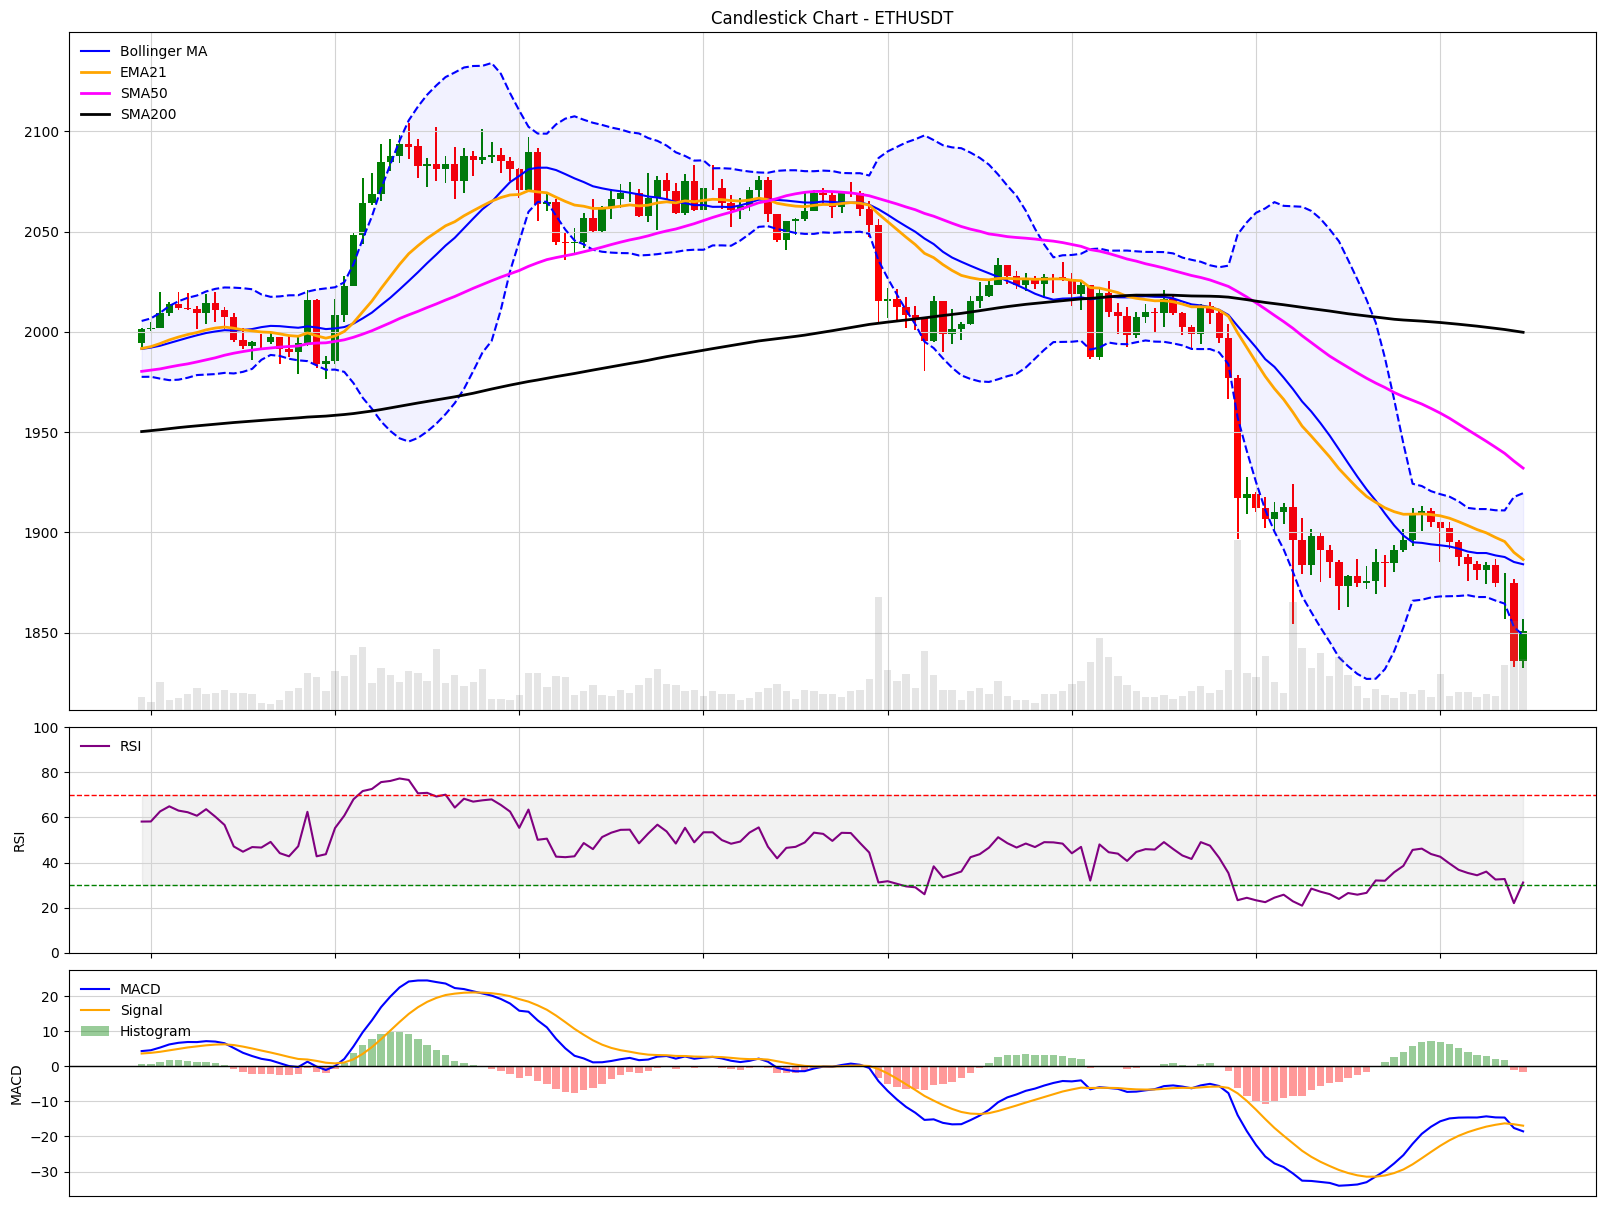 Candlestick Chart - ETHUSDT
Bollinger MA
EMA21
SMA50
SMA200
2100
2050
2000
1950
1900
1850
RSI
100
80
60
40
20
0
RSI
MACD
Signal
Histogram
20
10
0
−10
−20
−30
MACD